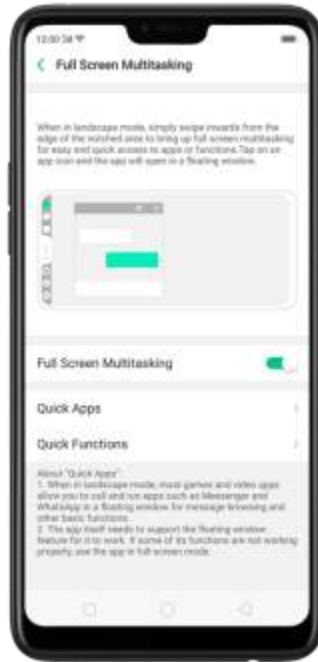 Full Screen Multitasking
When in landscape mode, simply swipe inwards from the
edge of the notched area to bring up full screen multitasking
for easy and quick access to apps or functions. Tap on an
app icon and the app will open in a floating window.
Full Screen Multitasking
Quick Apps
Quick Functions
About "Quick Apps":
1. When in landscape mode, most games and video apps
allow you to call and run apps such as Messenger and
WhatsApp in a floating window for message browsing and
other basic functions.
2. The app itself needs to support the floating window
feature for it to work. If some of its functions are not working
properly, use the app in full screen mode.